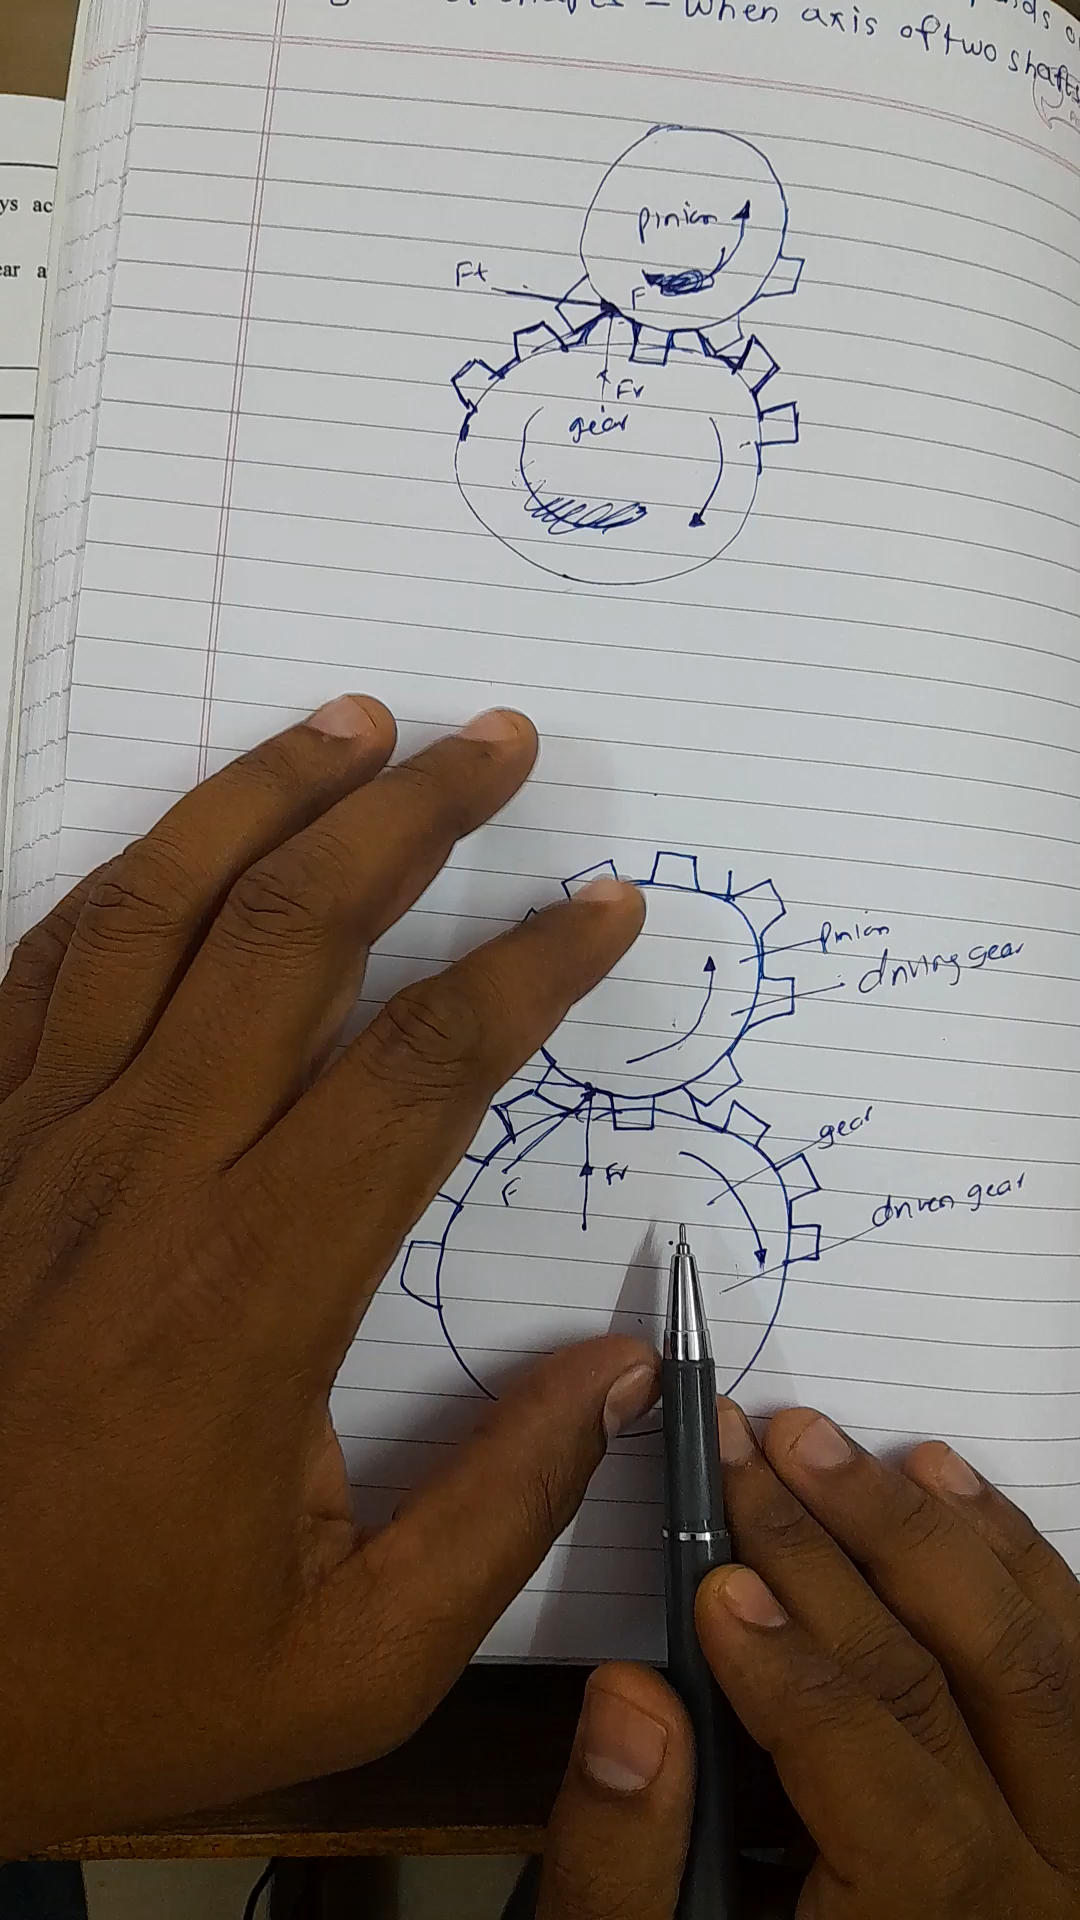 When axis of two shafts
ys ac
ear a
pinion
Ft
F
Fr
gear
Pinion
driving gear
gear
Fr
F
driven gear